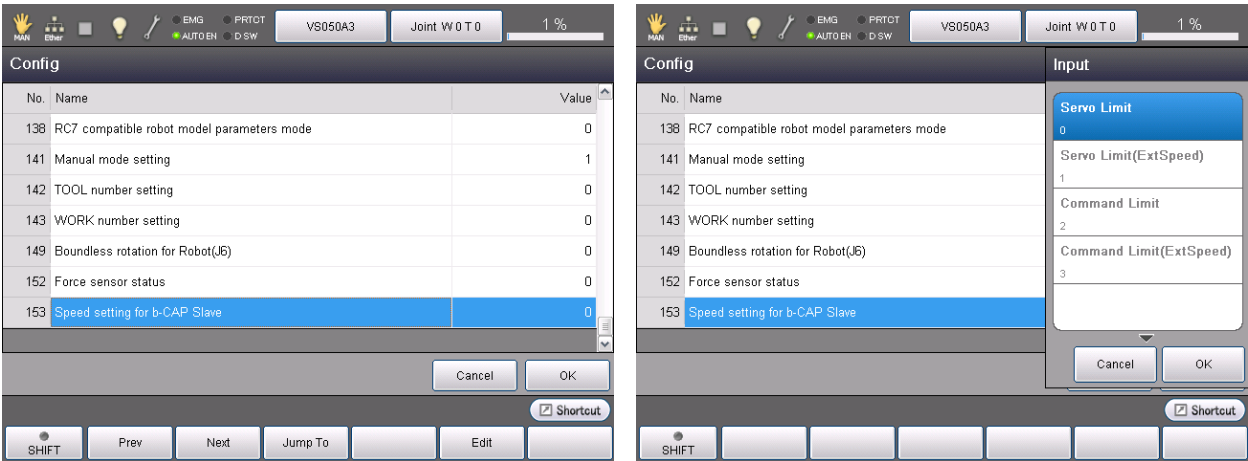 MAN
Ether
EMG PRTCT
AUTO EN D SW
VS050A3
Joint W 0 T 0
1 %
Config
No. Name Value
138 RC7 compatible robot model parameters mode 0
141 Manual mode setting 1
142 TOOL number setting 0
143 WORK number setting 0
149 Boundless rotation for Robot(J6) 0
152 Force sensor status 0
153 Speed setting for b-CAP Slave 0
Cancel OK
Shortcut
SHIFT Prev Next Jump To Edit
MAN
Ether
EMG PRTCT
AUTO EN D SW
VS050A3
Joint W 0 T 0
1 %
Config
No. Name
138 RC7 compatible robot model parameters mode
141 Manual mode setting
142 TOOL number setting
143 WORK number setting
149 Boundless rotation for Robot(J6)
152 Force sensor status
153 Speed setting for b-CAP Slave
Input
Servo Limit
0
Servo Limit(ExtSpeed)
1
Command Limit
2
Command Limit(ExtSpeed)
3
Cancel OK
Shortcut
SHIFT